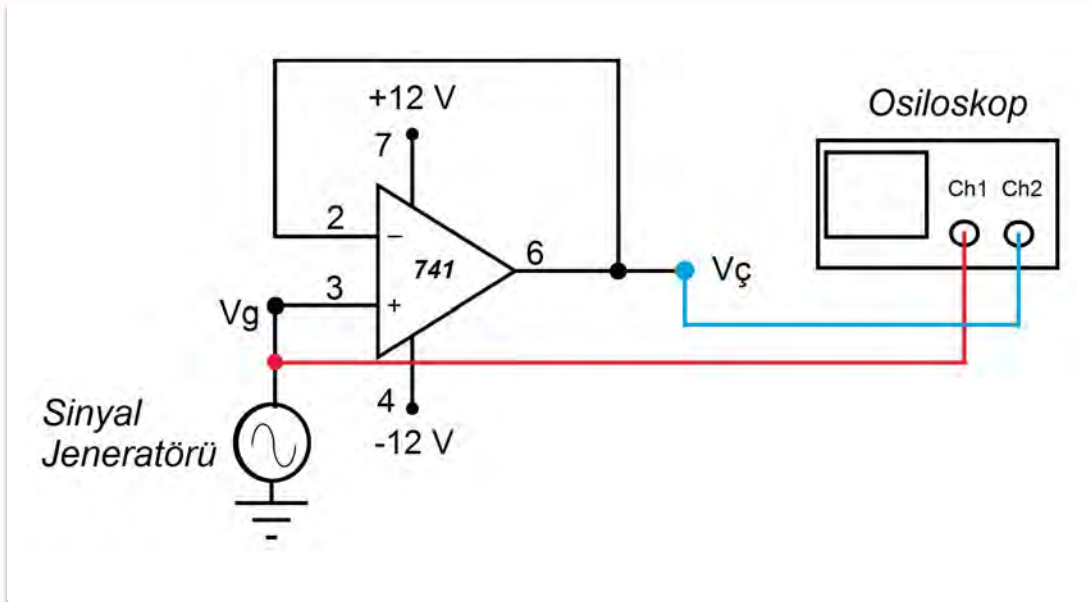 +12 V
7
Osiloskop
Ch1 Ch2
2
−
741
6
Vç
3
+
Vg
4
-12 V
Sinyal
Jeneratörü